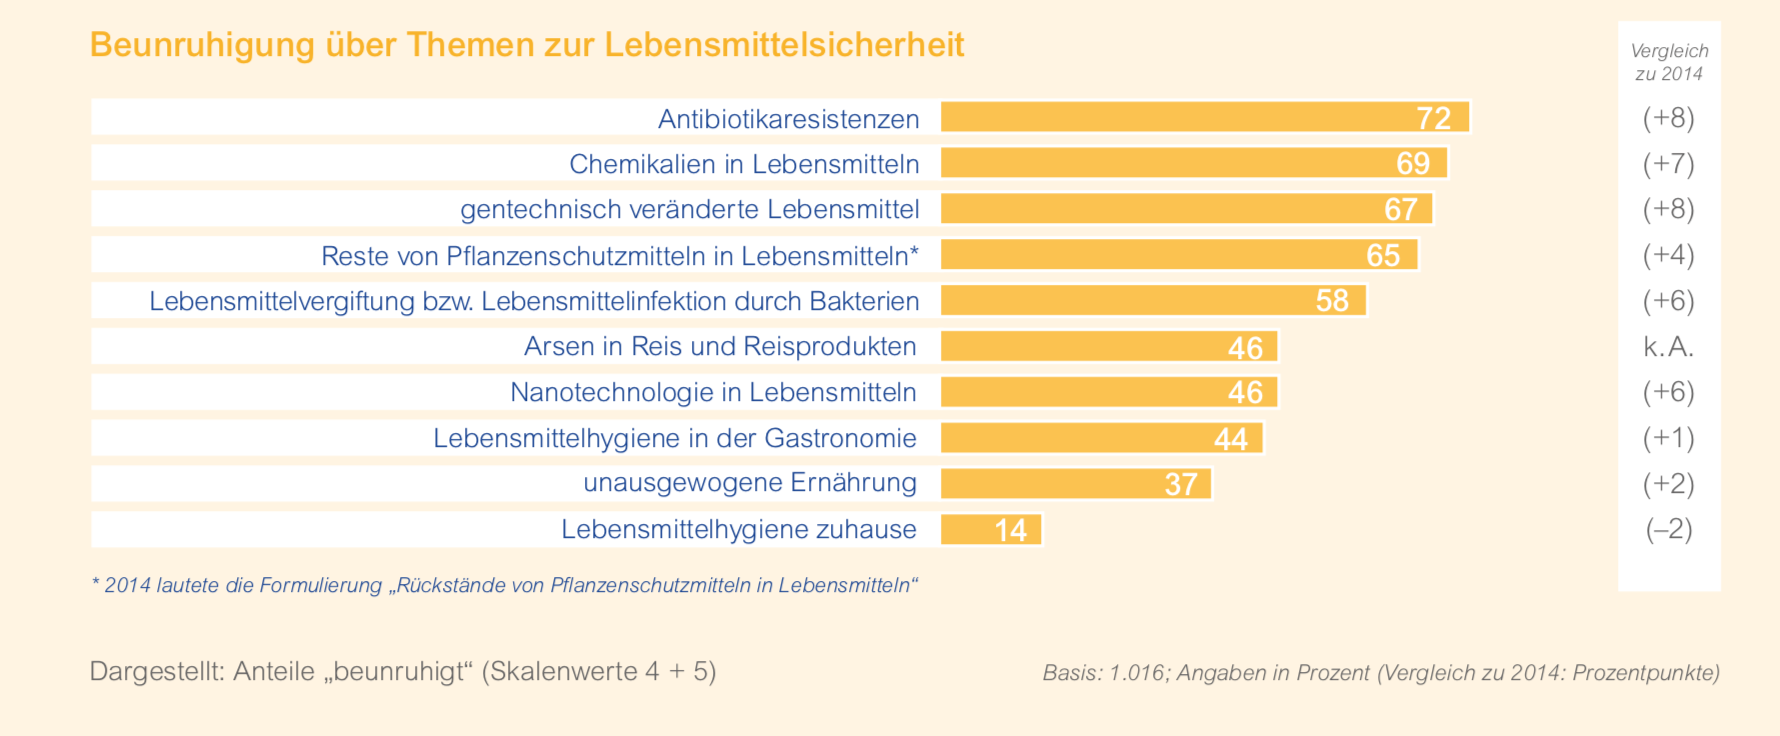 Beunruhigung über Themen zur Lebensmittelsicherheit
Vergleich
zu 2014
Antibiotikaresistenzen 72 (+8)
Chemikalien in Lebensmitteln 69 (+7)
gentechnisch veränderte Lebensmittel 67 (+8)
Reste von Pflanzenschutzmitteln in Lebensmitteln* 65 (+4)
Lebensmittelvergiftung bzw. Lebensmittelinfektion durch Bakterien 58 (+6)
Arsen in Reis und Reisprodukten 46 k.A.
Nanotechnologie in Lebensmitteln 46 (+6)
Lebensmittelhygiene in der Gastronomie 44 (+1)
unausgewogene Ernährung 37 (+2)
Lebensmittelhygiene zuhause 14 (–2)
* 2014 lautete die Formulierung „Rückstände von Pflanzenschutzmitteln in Lebensmitteln“
Dargestellt: Anteile „beunruhigt“ (Skalenwerte 4 + 5)
Basis: 1.016; Angaben in Prozent (Vergleich zu 2014: Prozentpunkte)